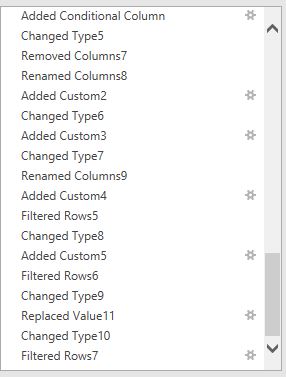 Added Conditional Column
Changed Type5
Removed Columns7
Renamed Columns8
Added Custom2
Changed Type6
Added Custom3
Changed Type7
Renamed Columns9
Added Custom4
Filtered Rows5
Changed Type8
Added Custom5
Filtered Rows6
Changed Type9
Replaced Value11
Changed Type10
Filtered Rows7